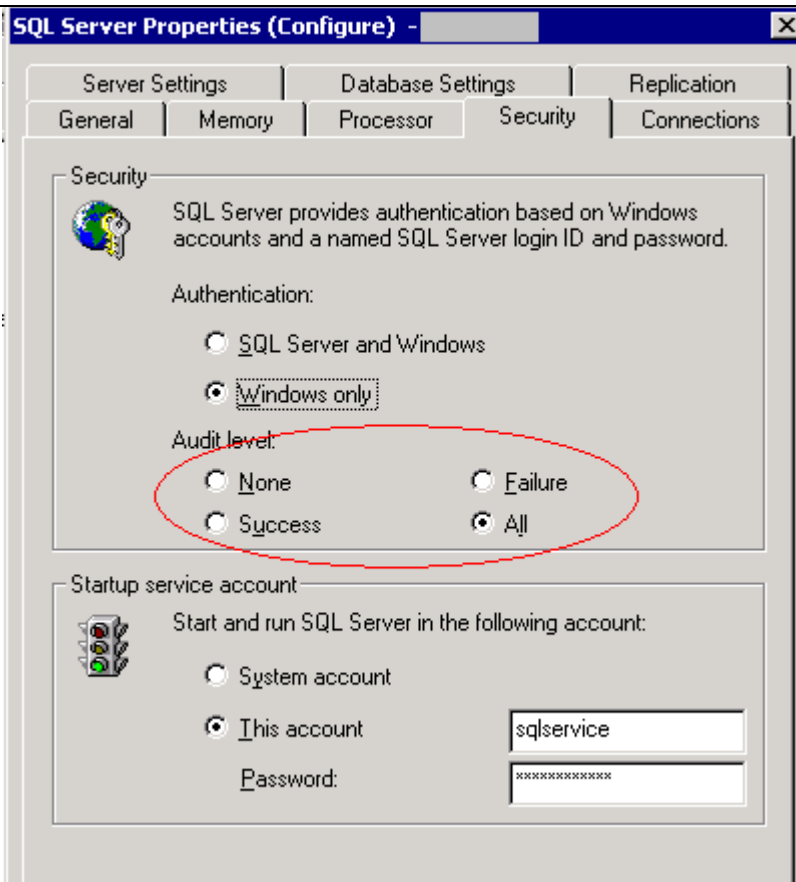 SQL Server Properties (Configure) -
Server Settings Database Settings Replication
General Memory Processor Security Connections
Security
SQL Server provides authentication based on Windows
accounts and a named SQL Server login ID and password.
Authentication:
SQL Server and Windows
Windows only
Audit level:
None Failure
Success All
Startup service account
Start and run SQL Server in the following account:
System account
This account sqlservice
Password: ************